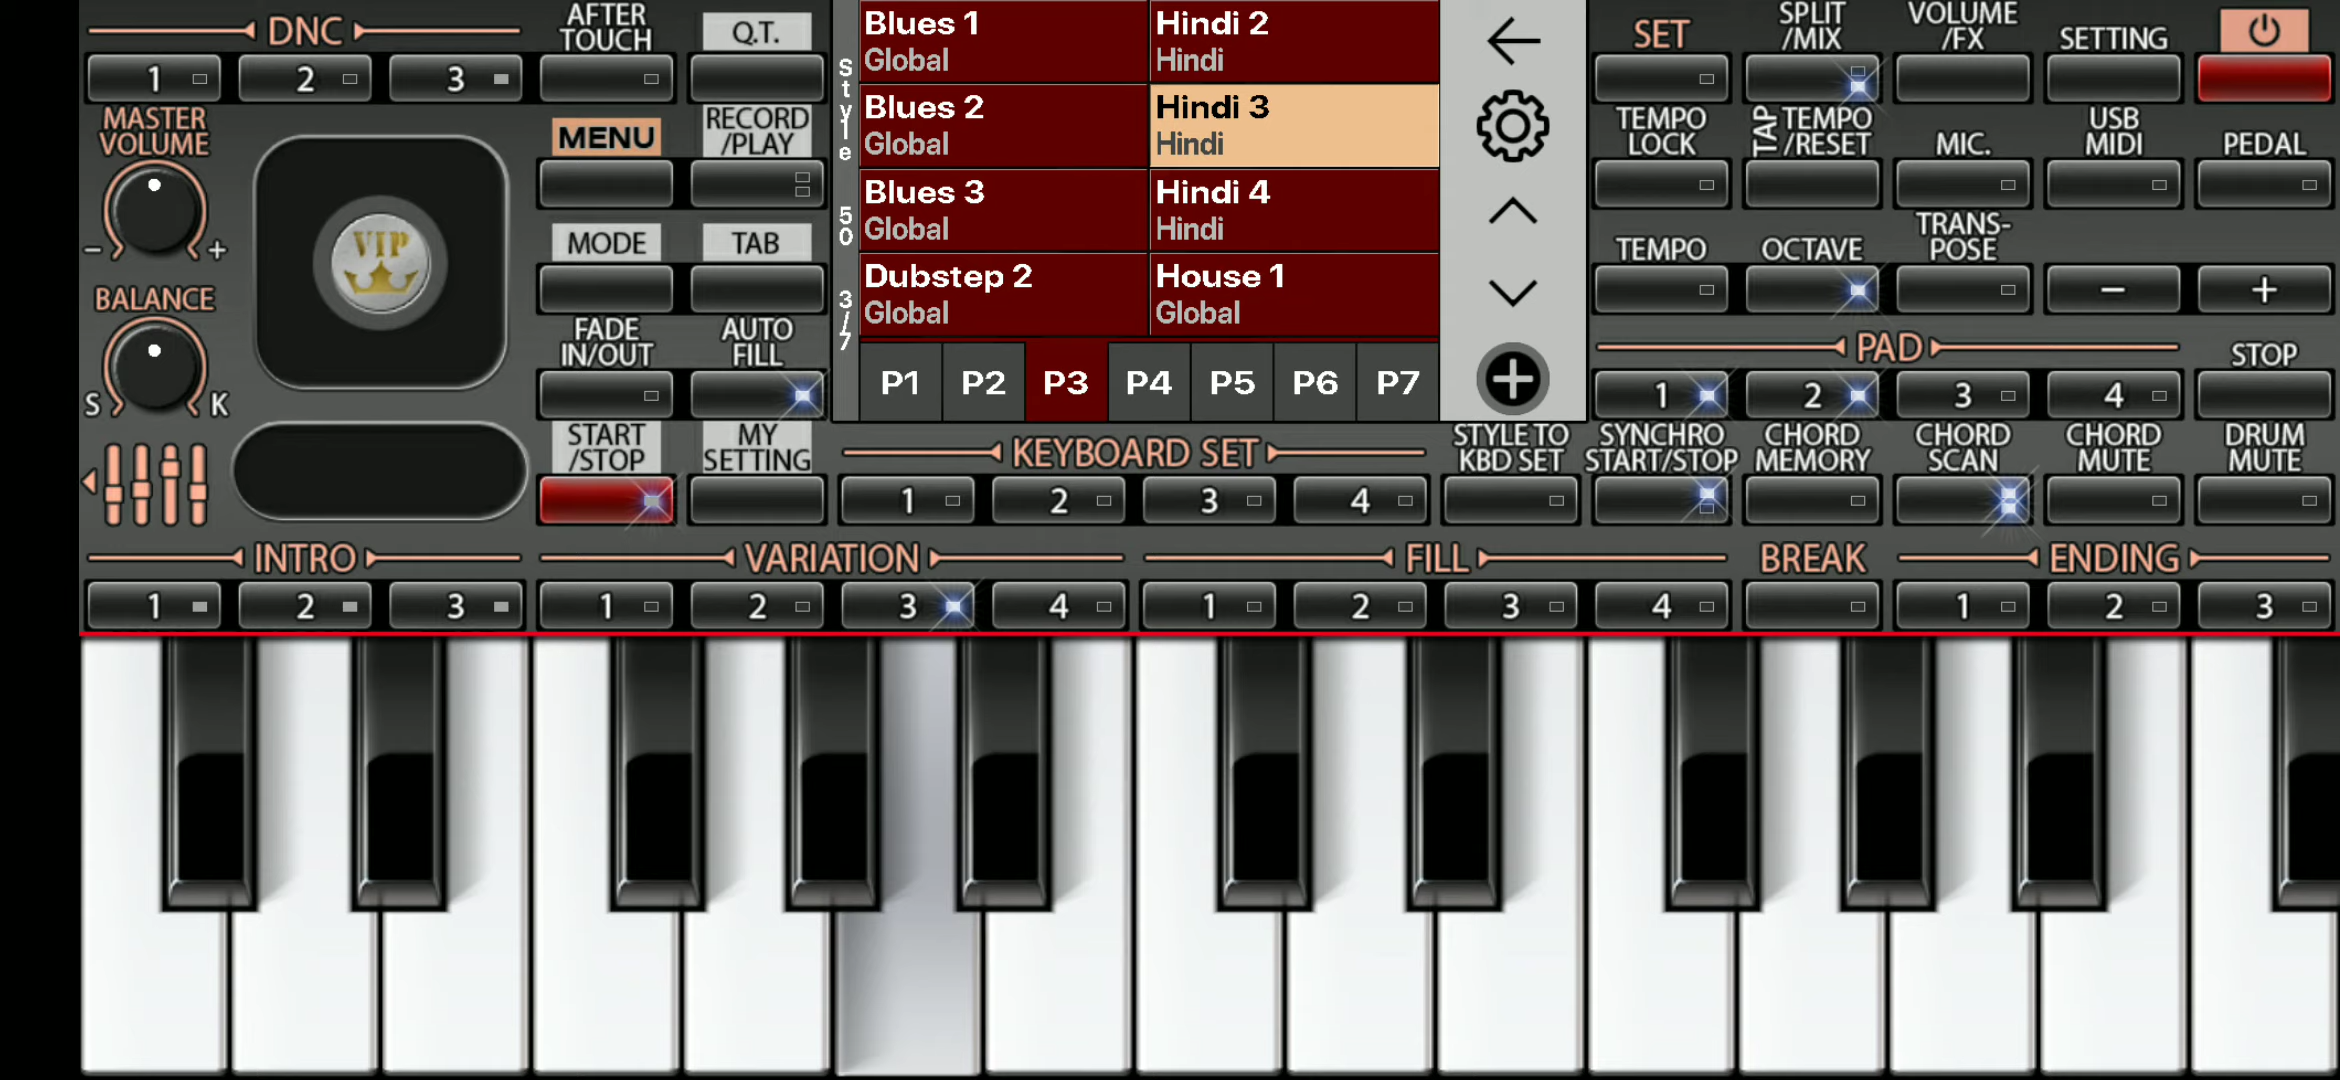 DNC
1
2
3
AFTER
TOUCH
Q.T.
MASTER
VOLUME
- +
MENU
RECORD
/PLAY
VIP
MODE
TAB
BALANCE
S K
FADE
IN/OUT
AUTO
FILL
START
/STOP
MY
SETTING
Style
50
3/7
Blues 1
Global
Hindi 2
Hindi
Blues 2
Global
Hindi 3
Hindi
Blues 3
Global
Hindi 4
Hindi
Dubstep 2
Global
House 1
Global
P1 P2 P3 P4 P5 P6 P7
SET
SPLIT
/MIX
VOLUME
/FX
SETTING
TEMPO
LOCK
TAP
TEMPO
/RESET
MIC.
USB
MIDI
PEDAL
TEMPO
OCTAVE
TRANS-
POSE
−
+
PAD
1
2
3
4
STOP
KEYBOARD SET
1
2
3
4
STYLE TO
KBD SET
SYNCHRO
START/STOP
CHORD
MEMORY
CHORD
SCAN
CHORD
MUTE
DRUM
MUTE
INTRO
1
2
3
VARIATION
1
2
3
4
FILL
1
2
3
4
BREAK
ENDING
1
2
3